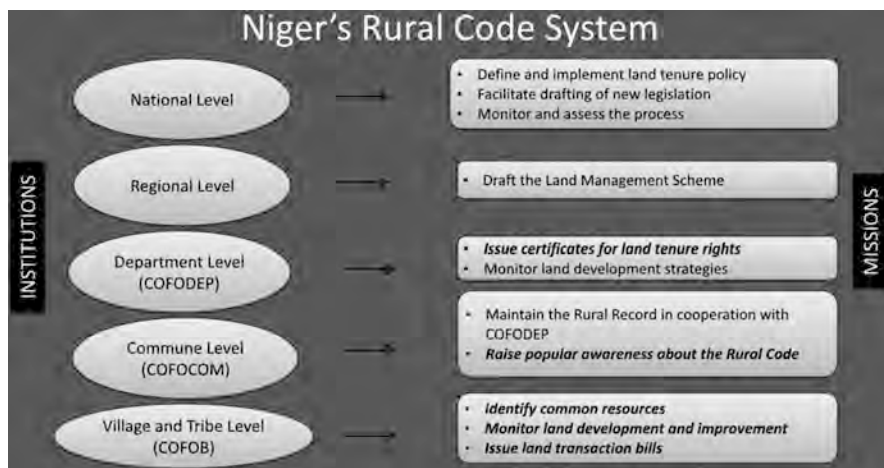 Niger's Rural Code System
INSTITUTIONS
MISSIONS
National Level
• Define and implement land tenure policy
• Facilitate drafting of new legislation
• Monitor and assess the process
Regional Level
• Draft the Land Management Scheme
Department Level
(COFODEP)
• Issue certificates for land tenure rights
• Monitor land development strategies
Commune Level
(COFOCOM)
• Maintain the Rural Record in cooperation with
COFODEP
• Raise popular awareness about the Rural Code
Village and Tribe Level
(COFOB)
• Identify common resources
• Monitor land development and improvement
• Issue land transaction bills